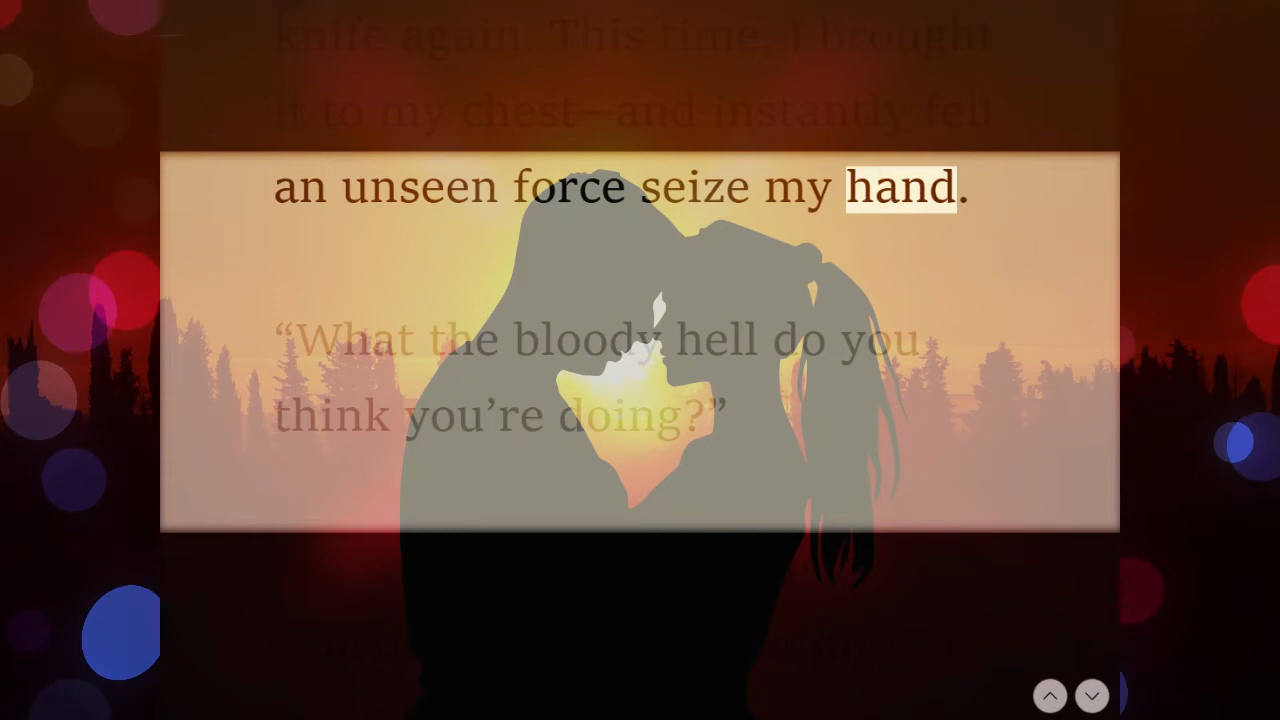 knife again. This time, I brought
it to my chest—and instantly felt
an unseen force seize my hand.
“What the bloody hell do you
think you’re doing?”